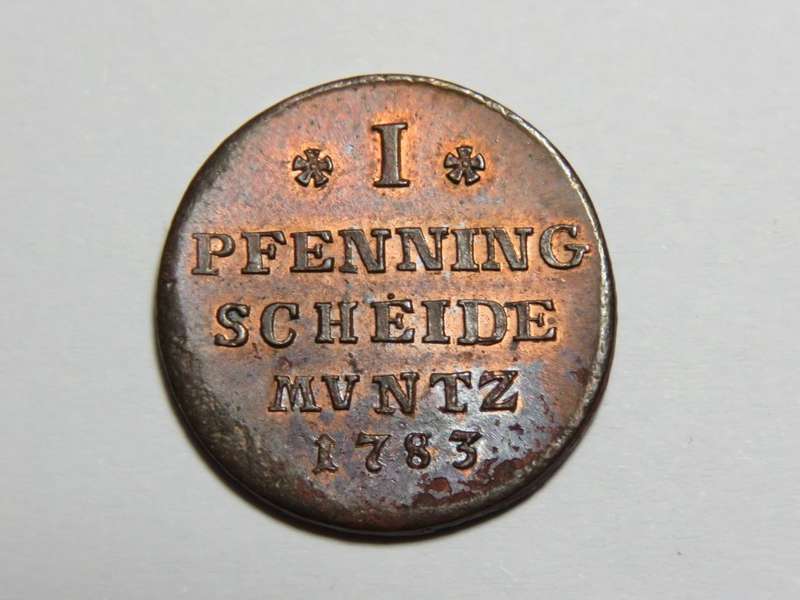 I
PFENNING
SCHEIDE
MVNTZ
1783